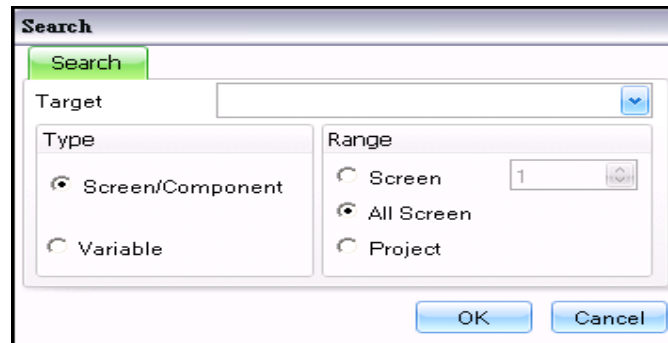 Search
Search
Target
Type
Screen/Component
Variable
Range
Screen 1
All Screen
Project
OK Cancel